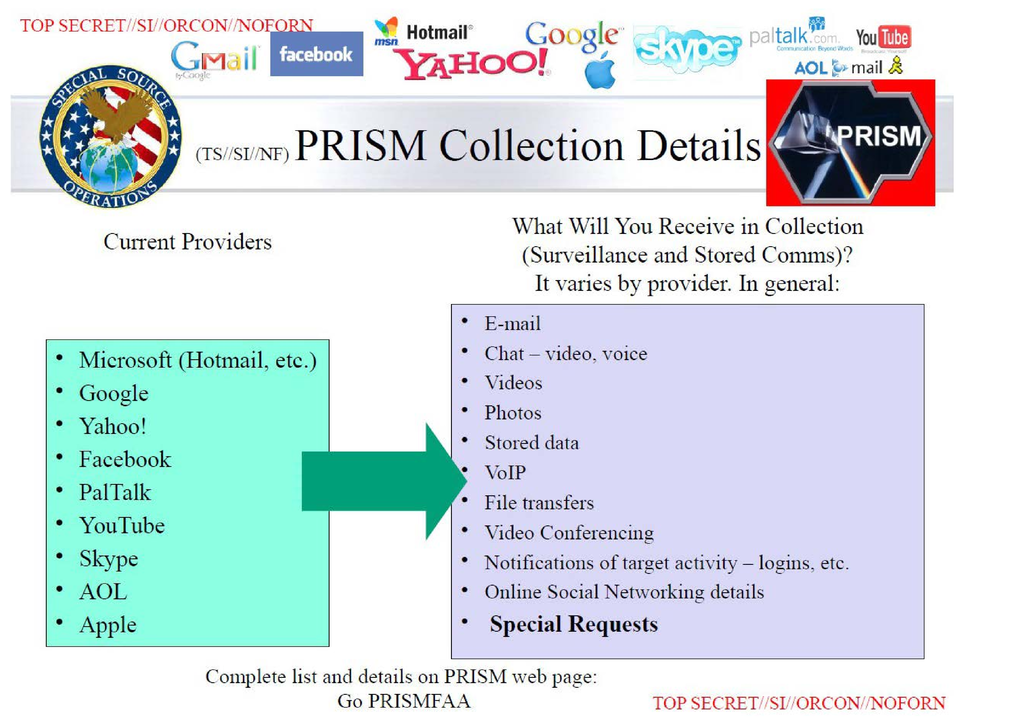 TOP SECRET//SI//ORCON//NOFORN
Gmail
by Google
facebook
msn Hotmail
YAHOO!
Google
skype
paltalk.com
Communication Beyond Words
YouTube
AOL mail
SPECIAL SOURCE
OPERATIONS
(TS//SI//NF) PRISM Collection Details
PRISM
Current Providers
What Will You Receive in Collection
(Surveillance and Stored Comms)?
It varies by provider. In general:
• Microsoft (Hotmail, etc.)
• Google
• Yahoo!
• Facebook
• PalTalk
• YouTube
• Skype
• AOL
• Apple
• E-mail
• Chat – video, voice
• Videos
• Photos
• Stored data
• VoIP
• File transfers
• Video Conferencing
• Notifications of target activity – logins, etc.
• Online Social Networking details
• Special Requests
Complete list and details on PRISM web page:
Go PRISMFAA
TOP SECRET//SI//ORCON//NOFORN